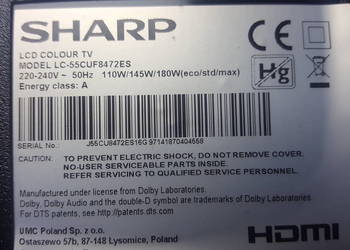 SHARP
LCD COLOUR TV
MODEL LC-55CUF8472ES
220-240V ~ 50Hz 110W/145W/180W(eco/std/max)
Energy class: A
Hg
SERIAL No.: J55CU8472ES16G 97141870404558
CAUTION:
TO PREVENT ELECTRIC SHOCK, DO NOT REMOVE COVER.
NO-USER SERVICEABLE PARTS INSIDE.
REFER SERVICING TO QUALIFIED SERVICE PERSONNEL.
Manufactured under license from Dolby Laboratories.
Dolby, Dolby Audio and the double-D symbol are trademarks of Dolby Laboratories.
For DTS patents, see http://patents.dts.com
UMC Poland Sp. z o.o.
Ostaszewo 57b, 87-148 Lysomice, Poland
HDMI